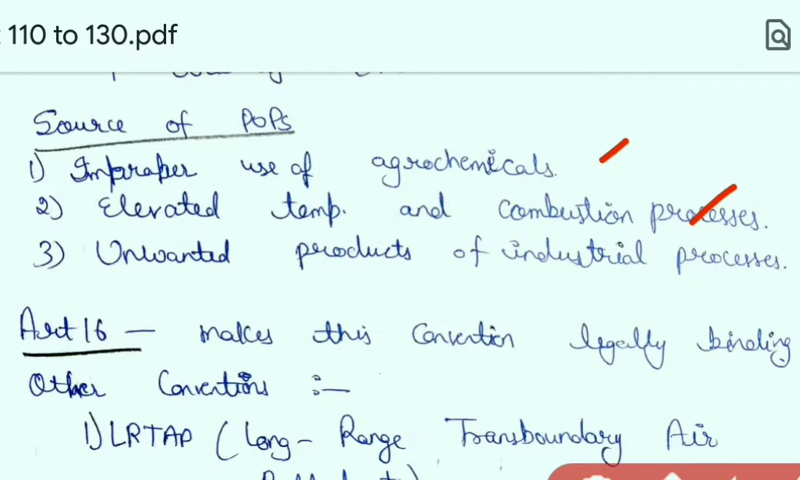 110 to 130.pdf
Source of POPs
1) Improper use of agrochemicals.
2) Elevated temp. and combustion processes.
3) Unwanted products of industrial processes.
Art 16 — makes this Convention legally binding
Other Conventions :—
1) LRTAP (Long-Range Transboundary Air